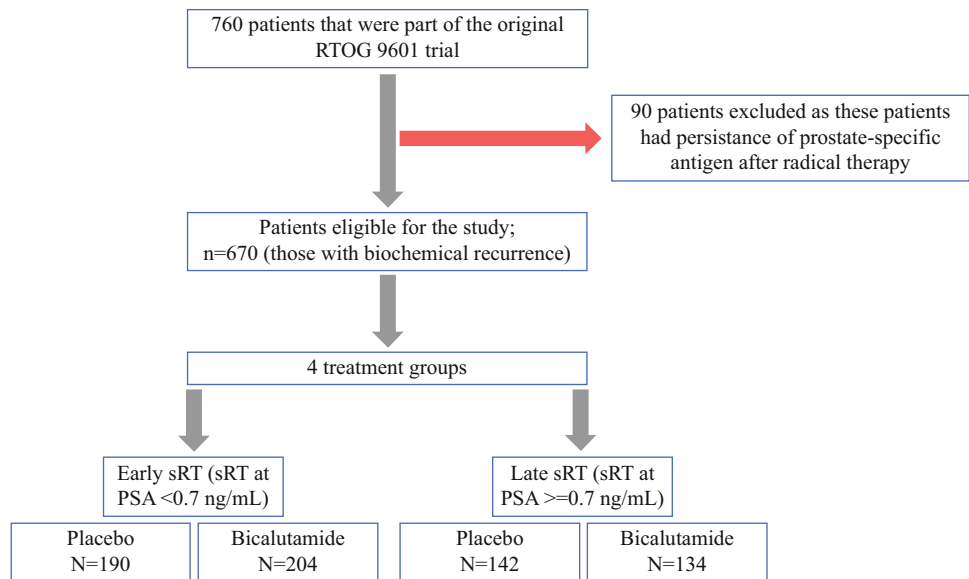 760 patients that were part of the original
RTOG 9601 trial
90 patients excluded as these patients
had persistance of prostate-specific
antigen after radical therapy
Patients eligible for the study;
n=670 (those with biochemical recurrence)
4 treatment groups
Early sRT (sRT at
PSA <0.7 ng/mL)
Late sRT (sRT at
PSA >=0.7 ng/mL)
Placebo
N=190
Bicalutamide
N=204
Placebo
N=142
Bicalutamide
N=134